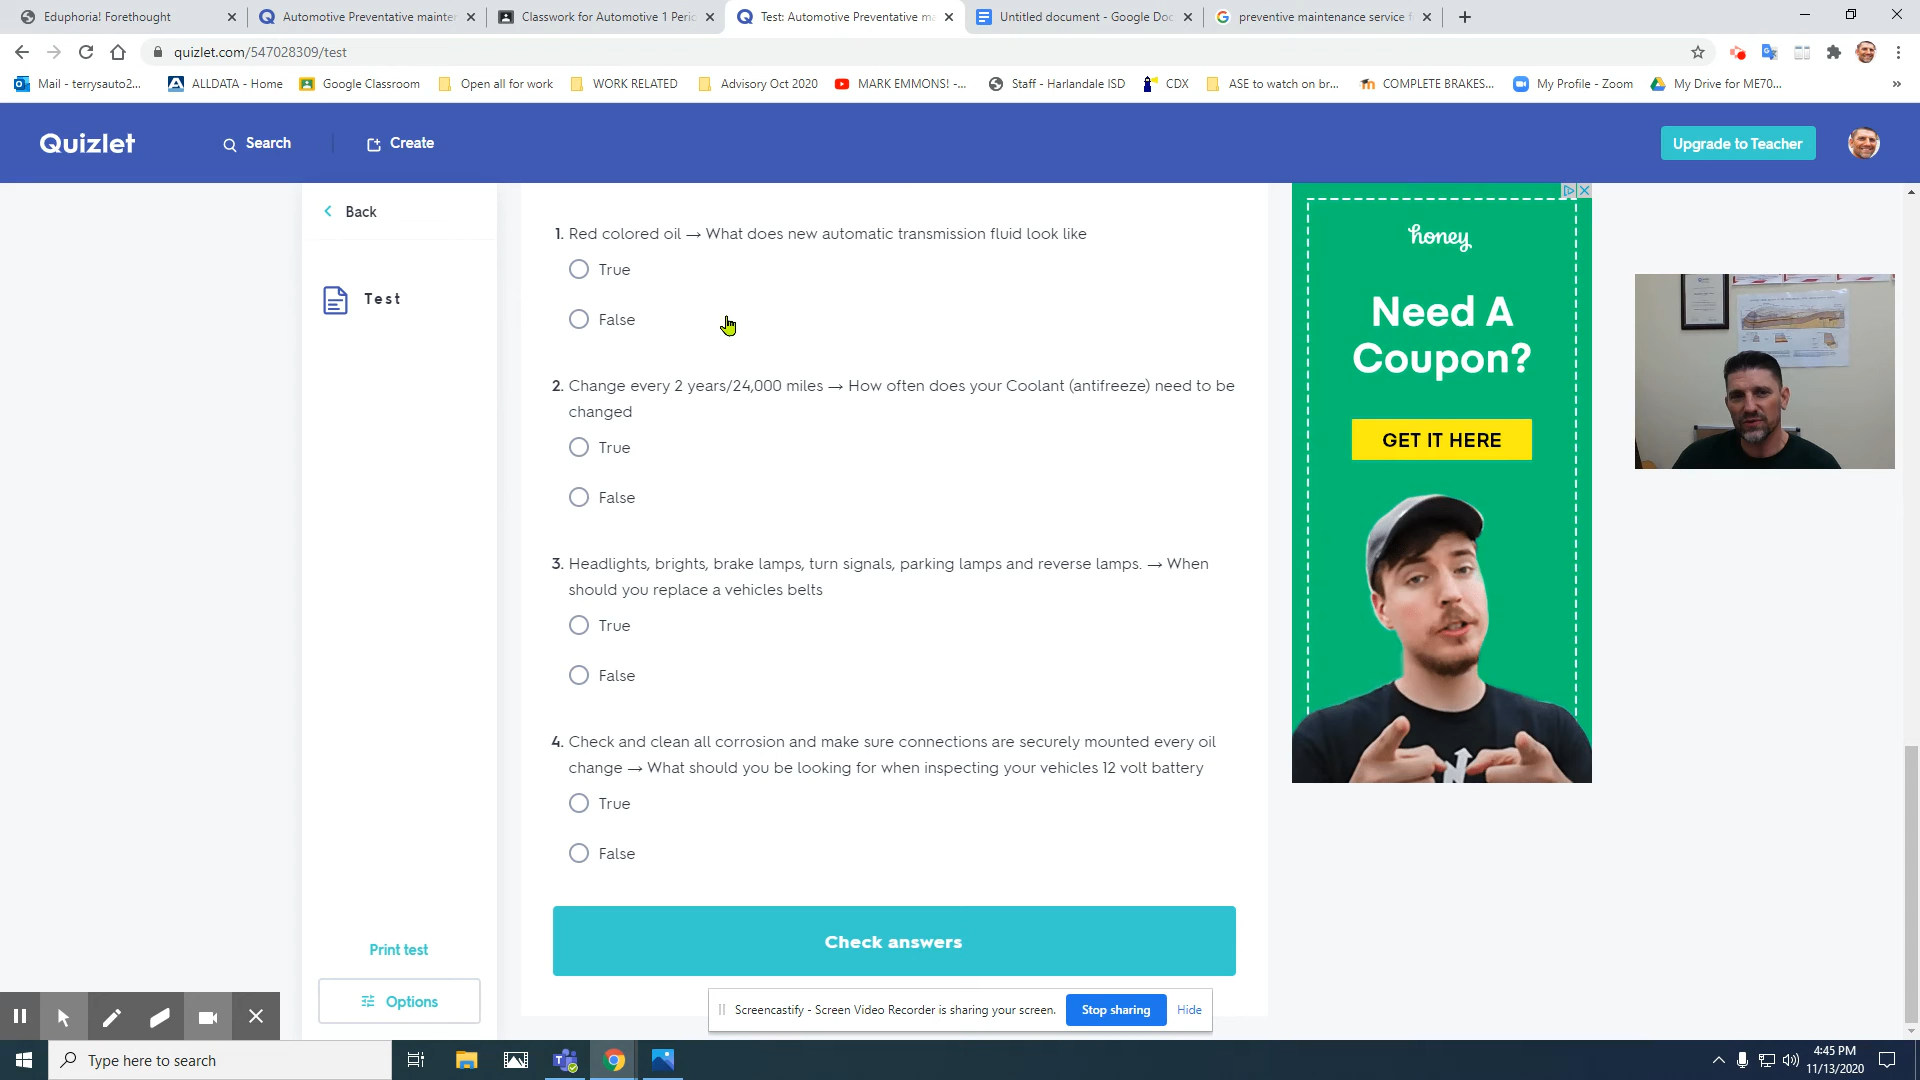 Eduphoria! Forethought
Automotive Preventative mainter
Classwork for Automotive 1 Peri
Test: Automotive Preventative ma
Untitled document - Google Doc
preventive maintenance service f
quizlet.com/547028309/test
Mail - terrysauto2...
ALLDATA - Home
Google Classroom
Open all for work
WORK RELATED
Advisory Oct 2020
MARK EMMONS! -...
Staff - Harlandale ISD
CDX
ASE to watch on br...
COMPLETE BRAKES...
My Profile - Zoom
My Drive for ME70...
»
Quizlet
Search
Create
Upgrade to Teacher
Back
Test
1. Red colored oil → What does new automatic transmission fluid look like
True
False
2. Change every 2 years/24,000 miles → How often does your Coolant (antifreeze) need to be
changed
True
False
3. Headlights, brights, brake lamps, turn signals, parking lamps and reverse lamps. → When
should you replace a vehicles belts
True
False
4. Check and clean all corrosion and make sure connections are securely mounted every oil
change → What should you be looking for when inspecting your vehicles 12 volt battery
True
False
Check answers
honey
Need A
Coupon?
GET IT HERE
Print test
Options
Screencastify - Screen Video Recorder is sharing your screen.
Stop sharing
Hide
Type here to search
4:45 PM
11/13/2020